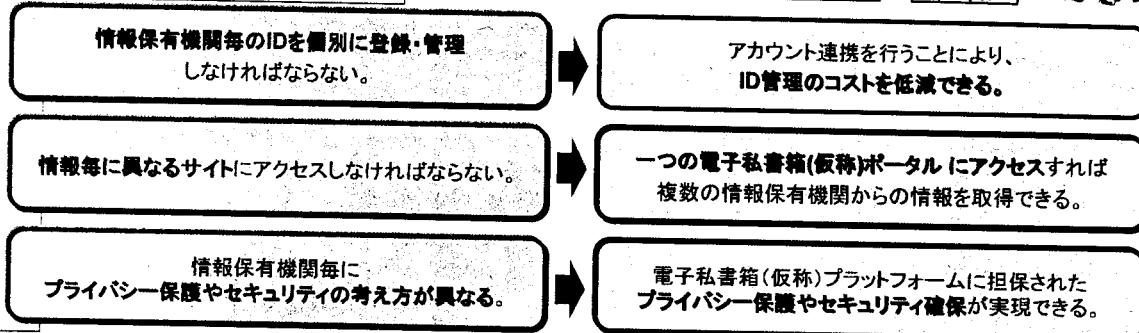 情報保有機関毎のIDを個別に登録・管理
しなければならない。
アカウント連携を行うことにより、
ID管理のコストを低減できる。
情報毎に異なるサイトにアクセスしなければならない。
一つの電子私書箱(仮称)ポータル にアクセスすれば
複数の情報保有機関からの情報を取得できる。
情報保有機関毎に
プライバシー保護やセキュリティの考え方が異なる。
電子私書箱(仮称)プラットフォームに担保された
プライバシー保護やセキュリティ確保が実現できる。